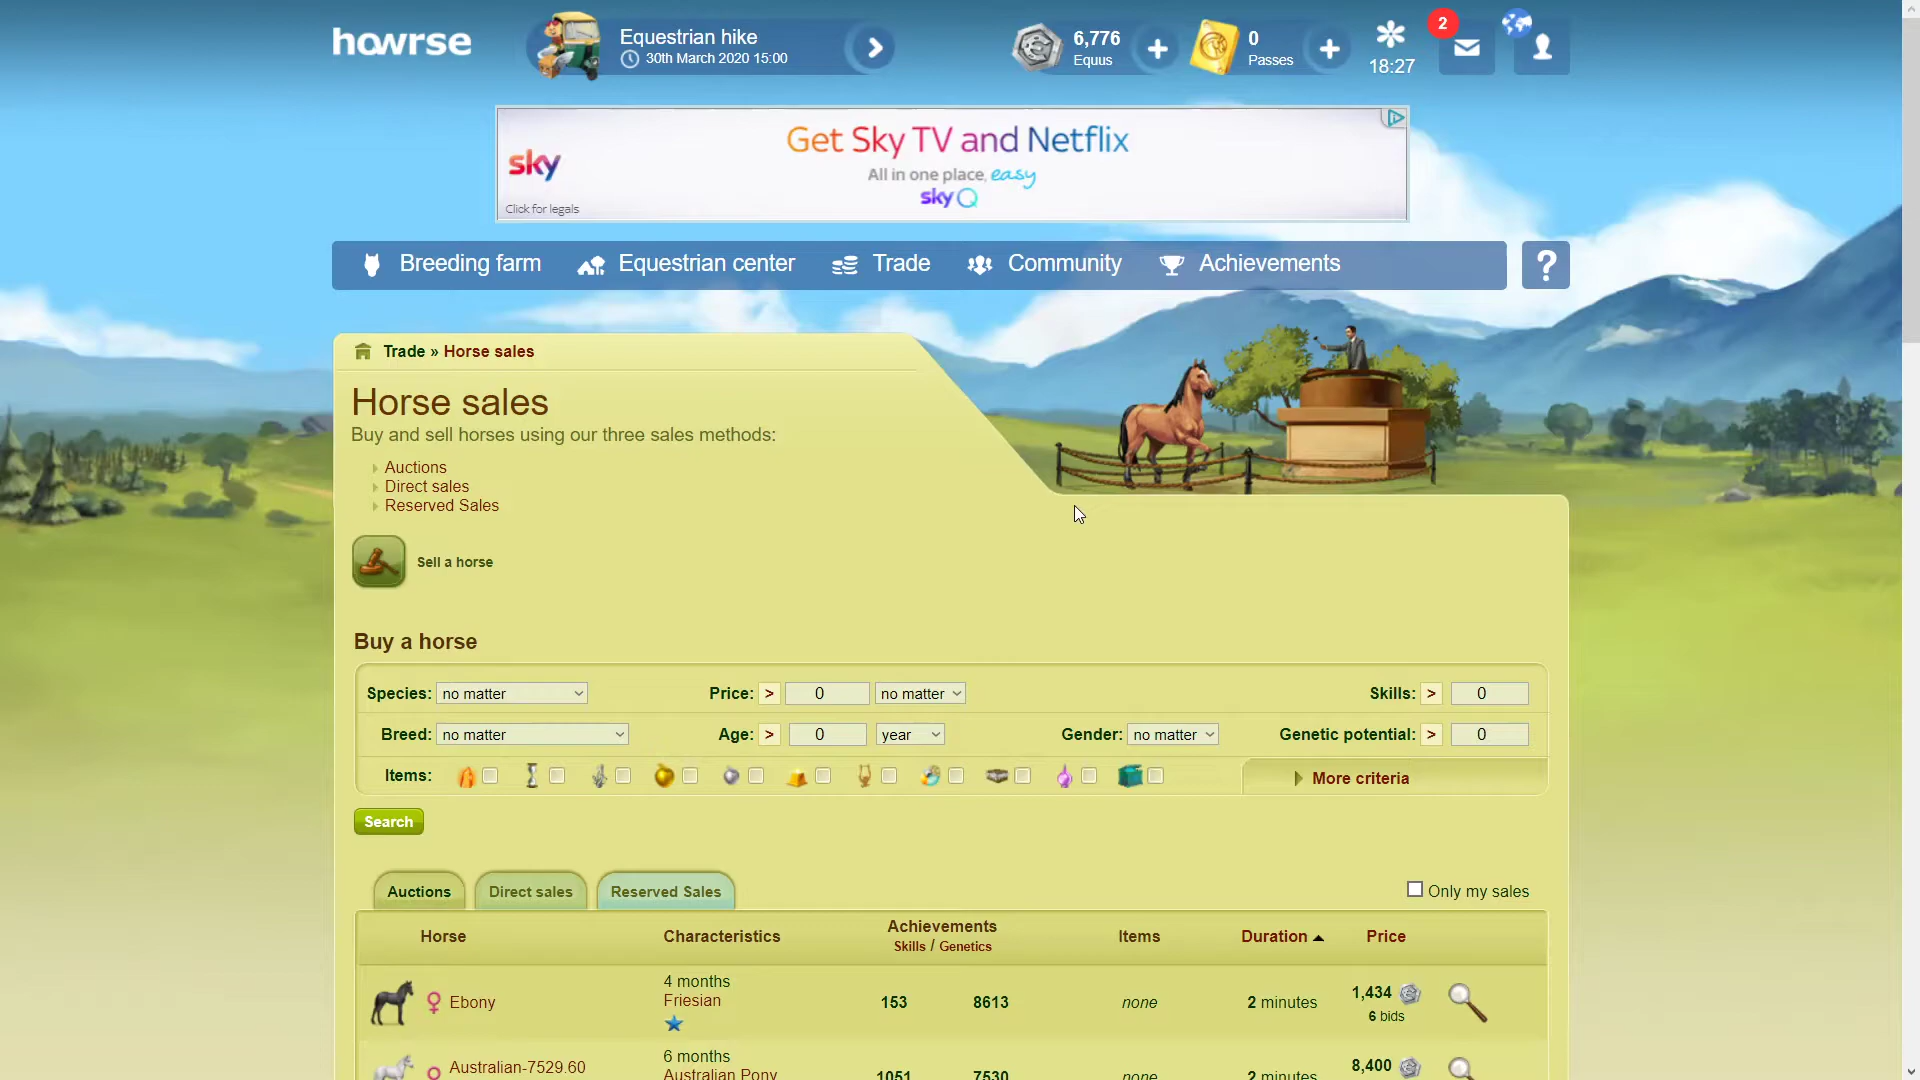 howrse
Equestrian hike
30th March 2020 15:00
6,776
Equus
0
Passes
18:27
2
Get Sky TV and Netflix
sky
All in one place, easy
sky Q
Click for legals
Breeding farm
Equestrian center
Trade
Community
Achievements
?
Trade » Horse sales
Horse sales
Buy and sell horses using our three sales methods:
Auctions
Direct sales
Reserved Sales
Sell a horse
Buy a horse
Species: no matter Price: > 0 no matter Skills: > 0
Breed: no matter Age: > 0 year Gender: no matter Genetic potential: > 0
Items: More criteria
Search
Auctions Direct sales Reserved Sales Only my sales
Horse Characteristics Achievements Items Duration Price
Skills / Genetics
4 months
Ebony Friesian 153 8613 none 2 minutes 1,434
6 bids
6 months
Australian-7529.60 8,400
Australian Pony 1051 7530 none 2 minutes